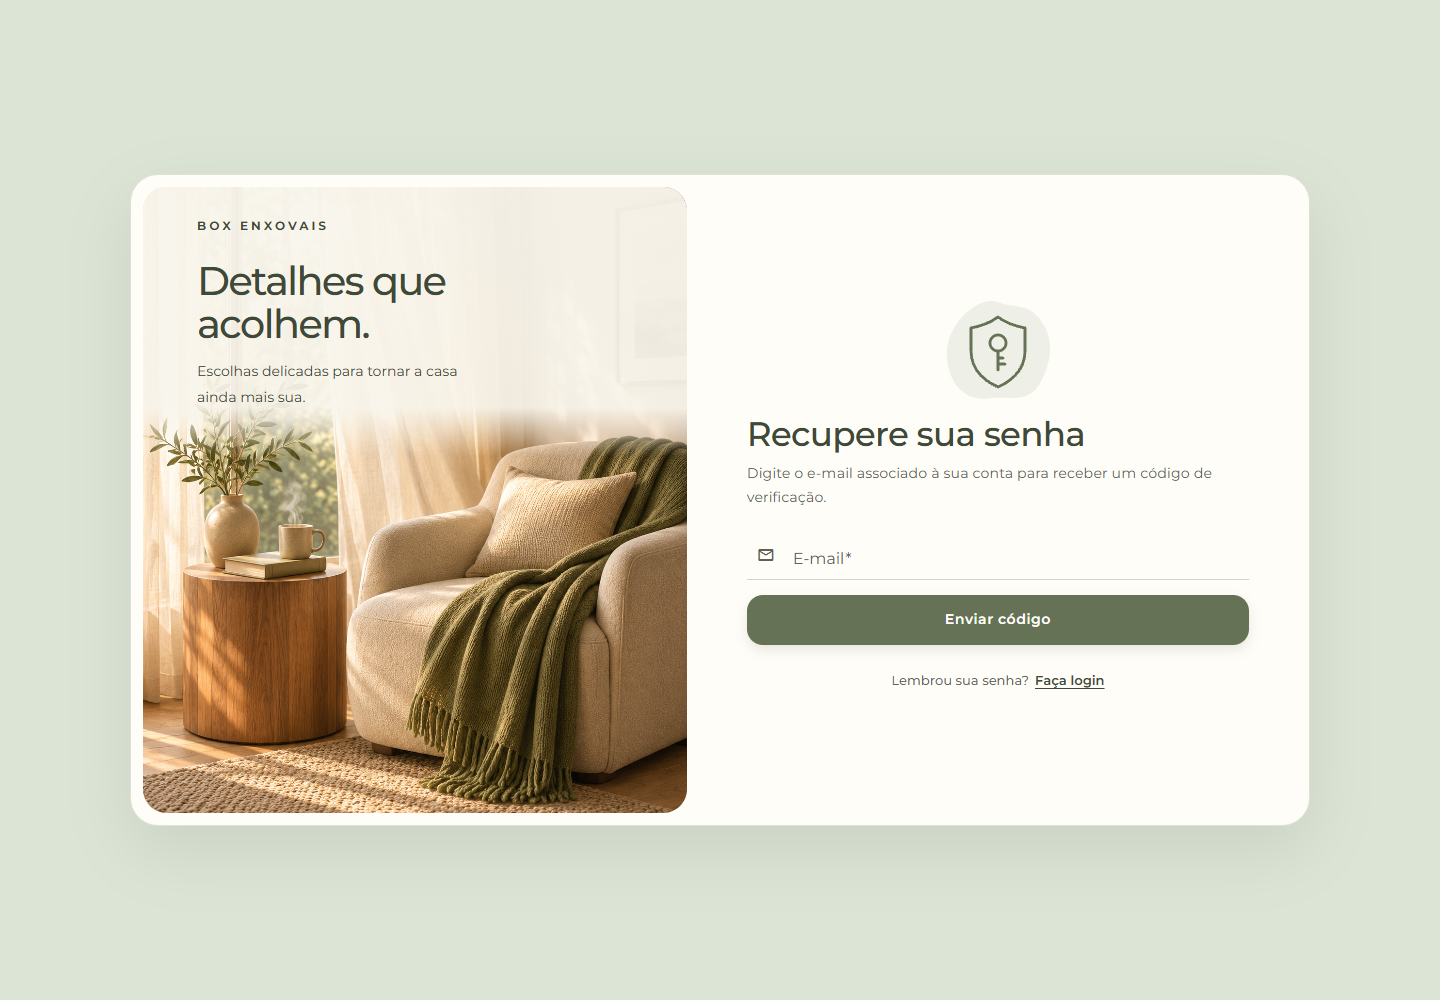 BOX ENXOVAIS
Detalhes que
acolhem.
Escolhas delicadas para tornar a casa
ainda mais sua.
Recupere sua senha
Digite o e-mail associado à sua conta para receber um código de
verificação.
E-mail*
Enviar código
Lembrou sua senha? Faça login